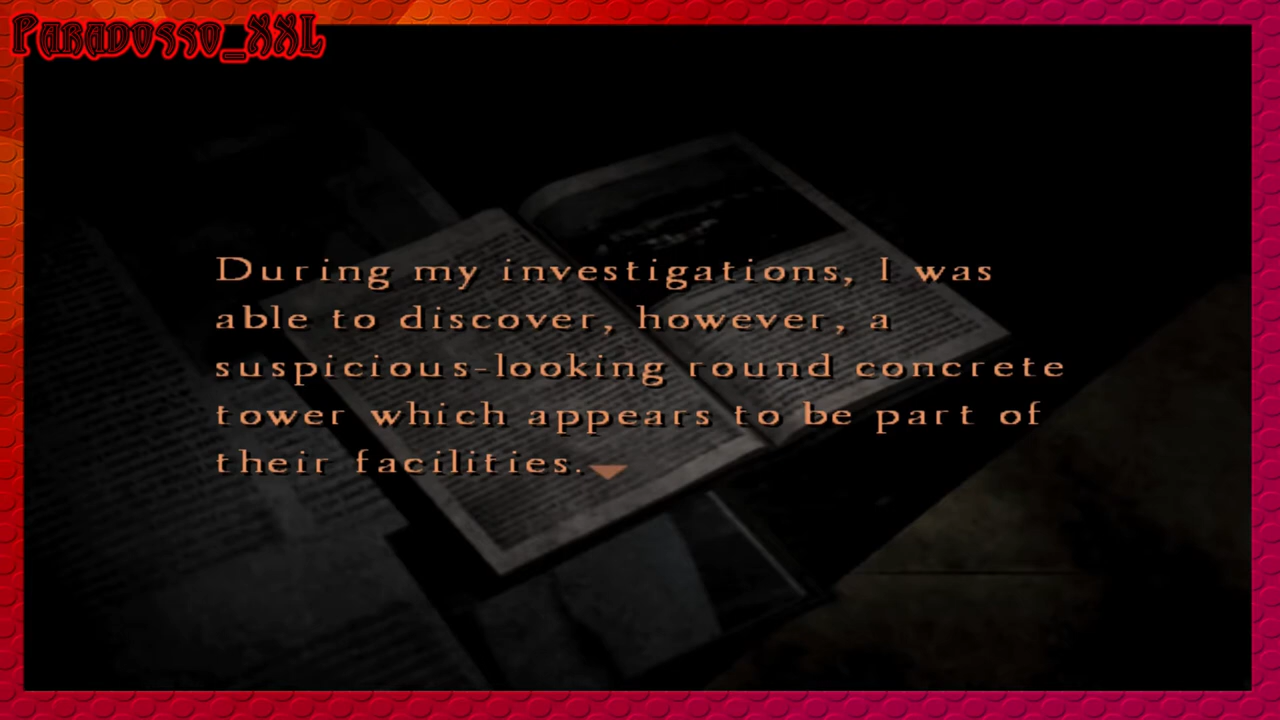 Paradosso_XXL
During my investigations, I was
able to discover, however, a
suspicious-looking round concrete
tower which appears to be part of
their facilities.